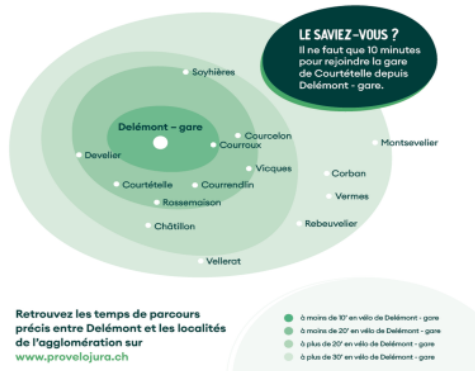 LE SAVIEZ-VOUS ?
Il ne faut que 10 minutes
pour rejoindre la gare
de Courtételle depuis
Delémont - gare.
Soyhières
Delémont – gare
Courcelon
Courroux
Montsevelier
Develier
Vicques
Corban
Courtételle
Courrendlin
Vermes
Rossemaison
Châtillon
Rebeuvelier
Vellerat
Retrouvez les temps de parcours
précis entre Delémont et les localités
de l'agglomération sur
www.provelojura.ch
à moins de 10' en vélo de Delémont - gare
à moins de 20' en vélo de Delémont - gare
à plus de 20' en vélo de Delémont - gare
à plus de 30' en vélo de Delémont - gare